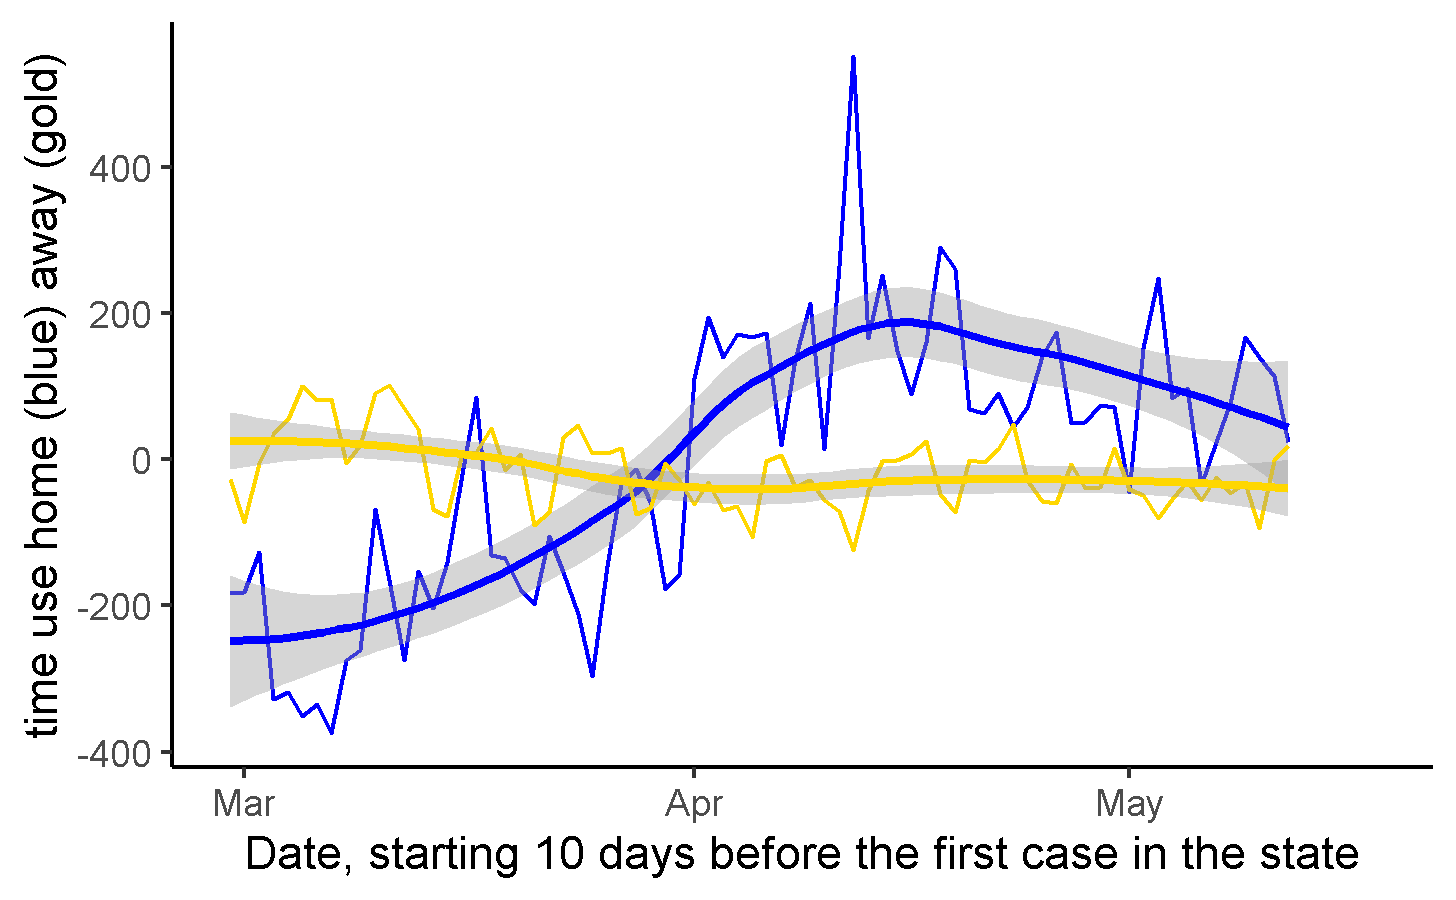 time use home (blue) away (gold)
400
200
0
-200
-400
Mar
Apr
May
Date, starting 10 days before the first case in the state